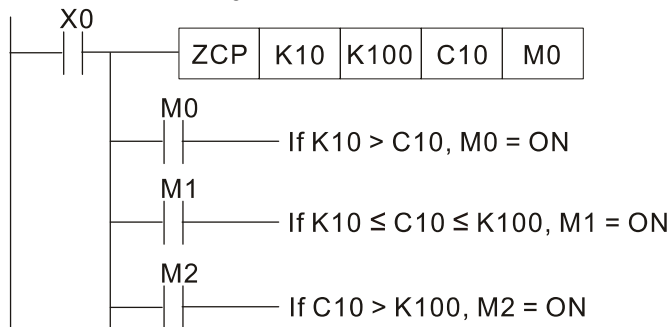 X0
ZCP K10 K100 C10 M0
M0
If K10 > C10, M0 = ON
M1
If K10 ≤ C10 ≤ K100, M1 = ON
M2
If C10 > K100, M2 = ON